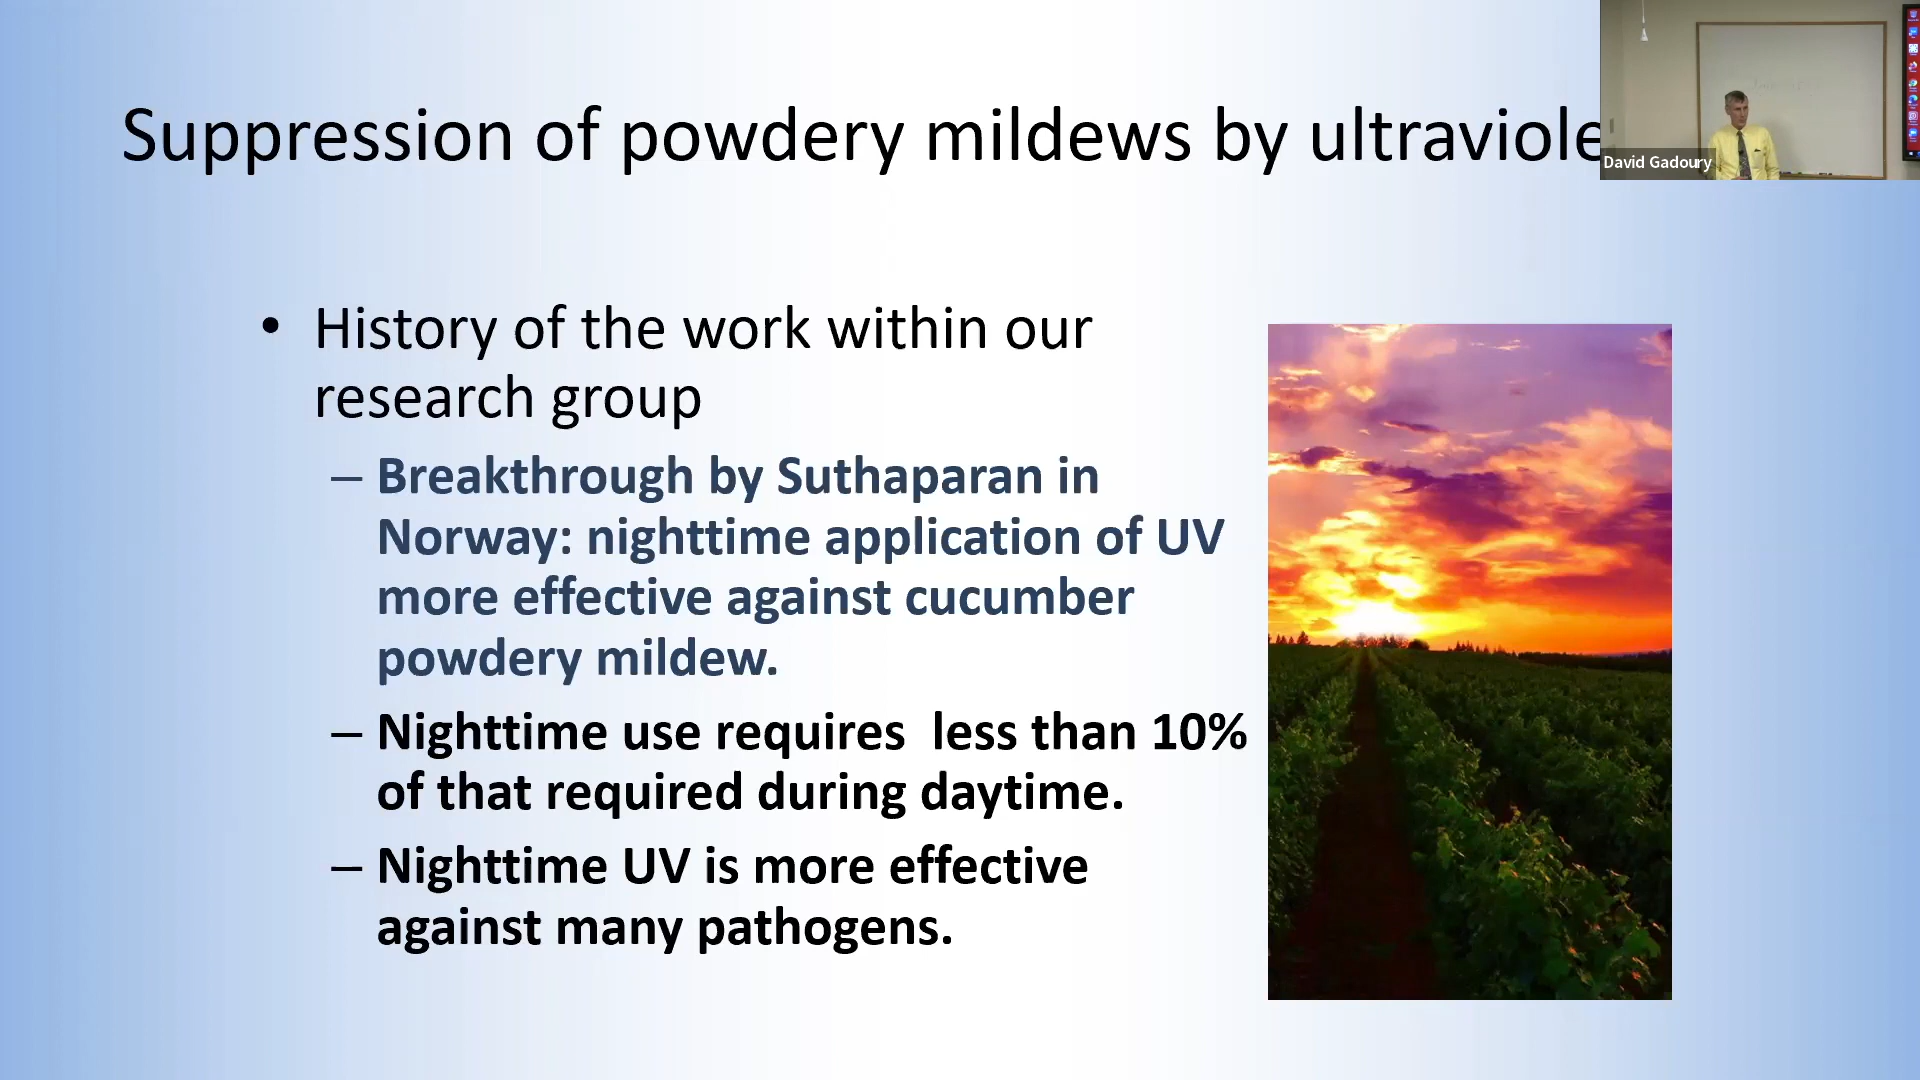 Suppression of powdery mildews by ultraviole
David Gadoury
• History of the work within our
research group
– Breakthrough by Suthaparan in
Norway: nighttime application of UV
more effective against cucumber
powdery mildew.
– Nighttime use requires  less than 10%
of that required during daytime.
– Nighttime UV is more effective
against many pathogens.